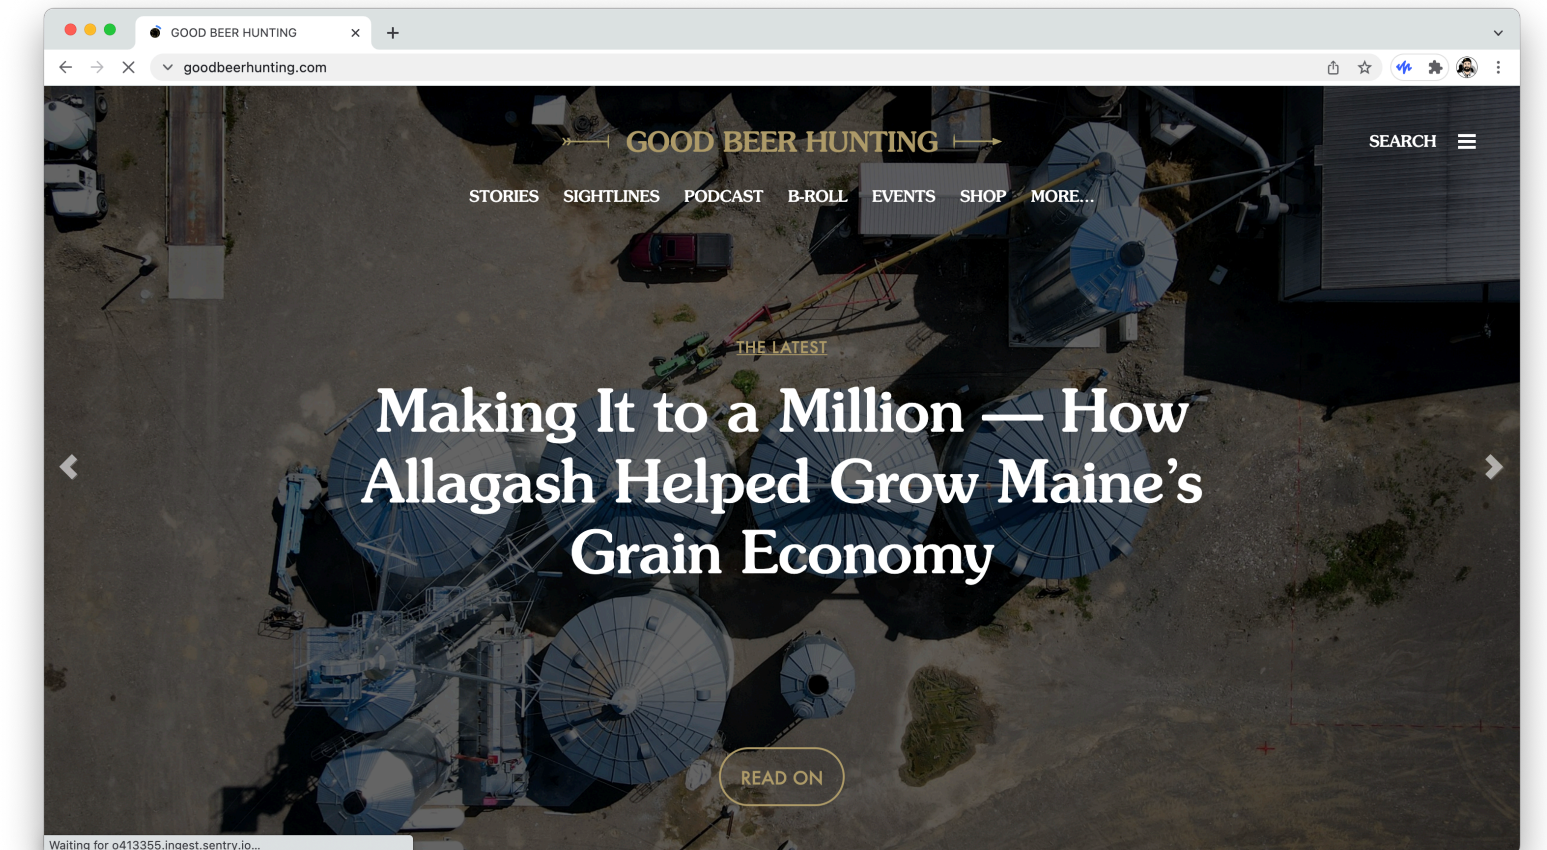 GOOD BEER HUNTING
goodbeerhunting.com
GOOD BEER HUNTING
SEARCH
STORIES SIGHTLINES PODCAST B-ROLL EVENTS SHOP MORE...
THE LATEST
Making It to a Million — How
Allagash Helped Grow Maine’s
Grain Economy
READ ON
Waiting for o413355.ingest.sentry.io...